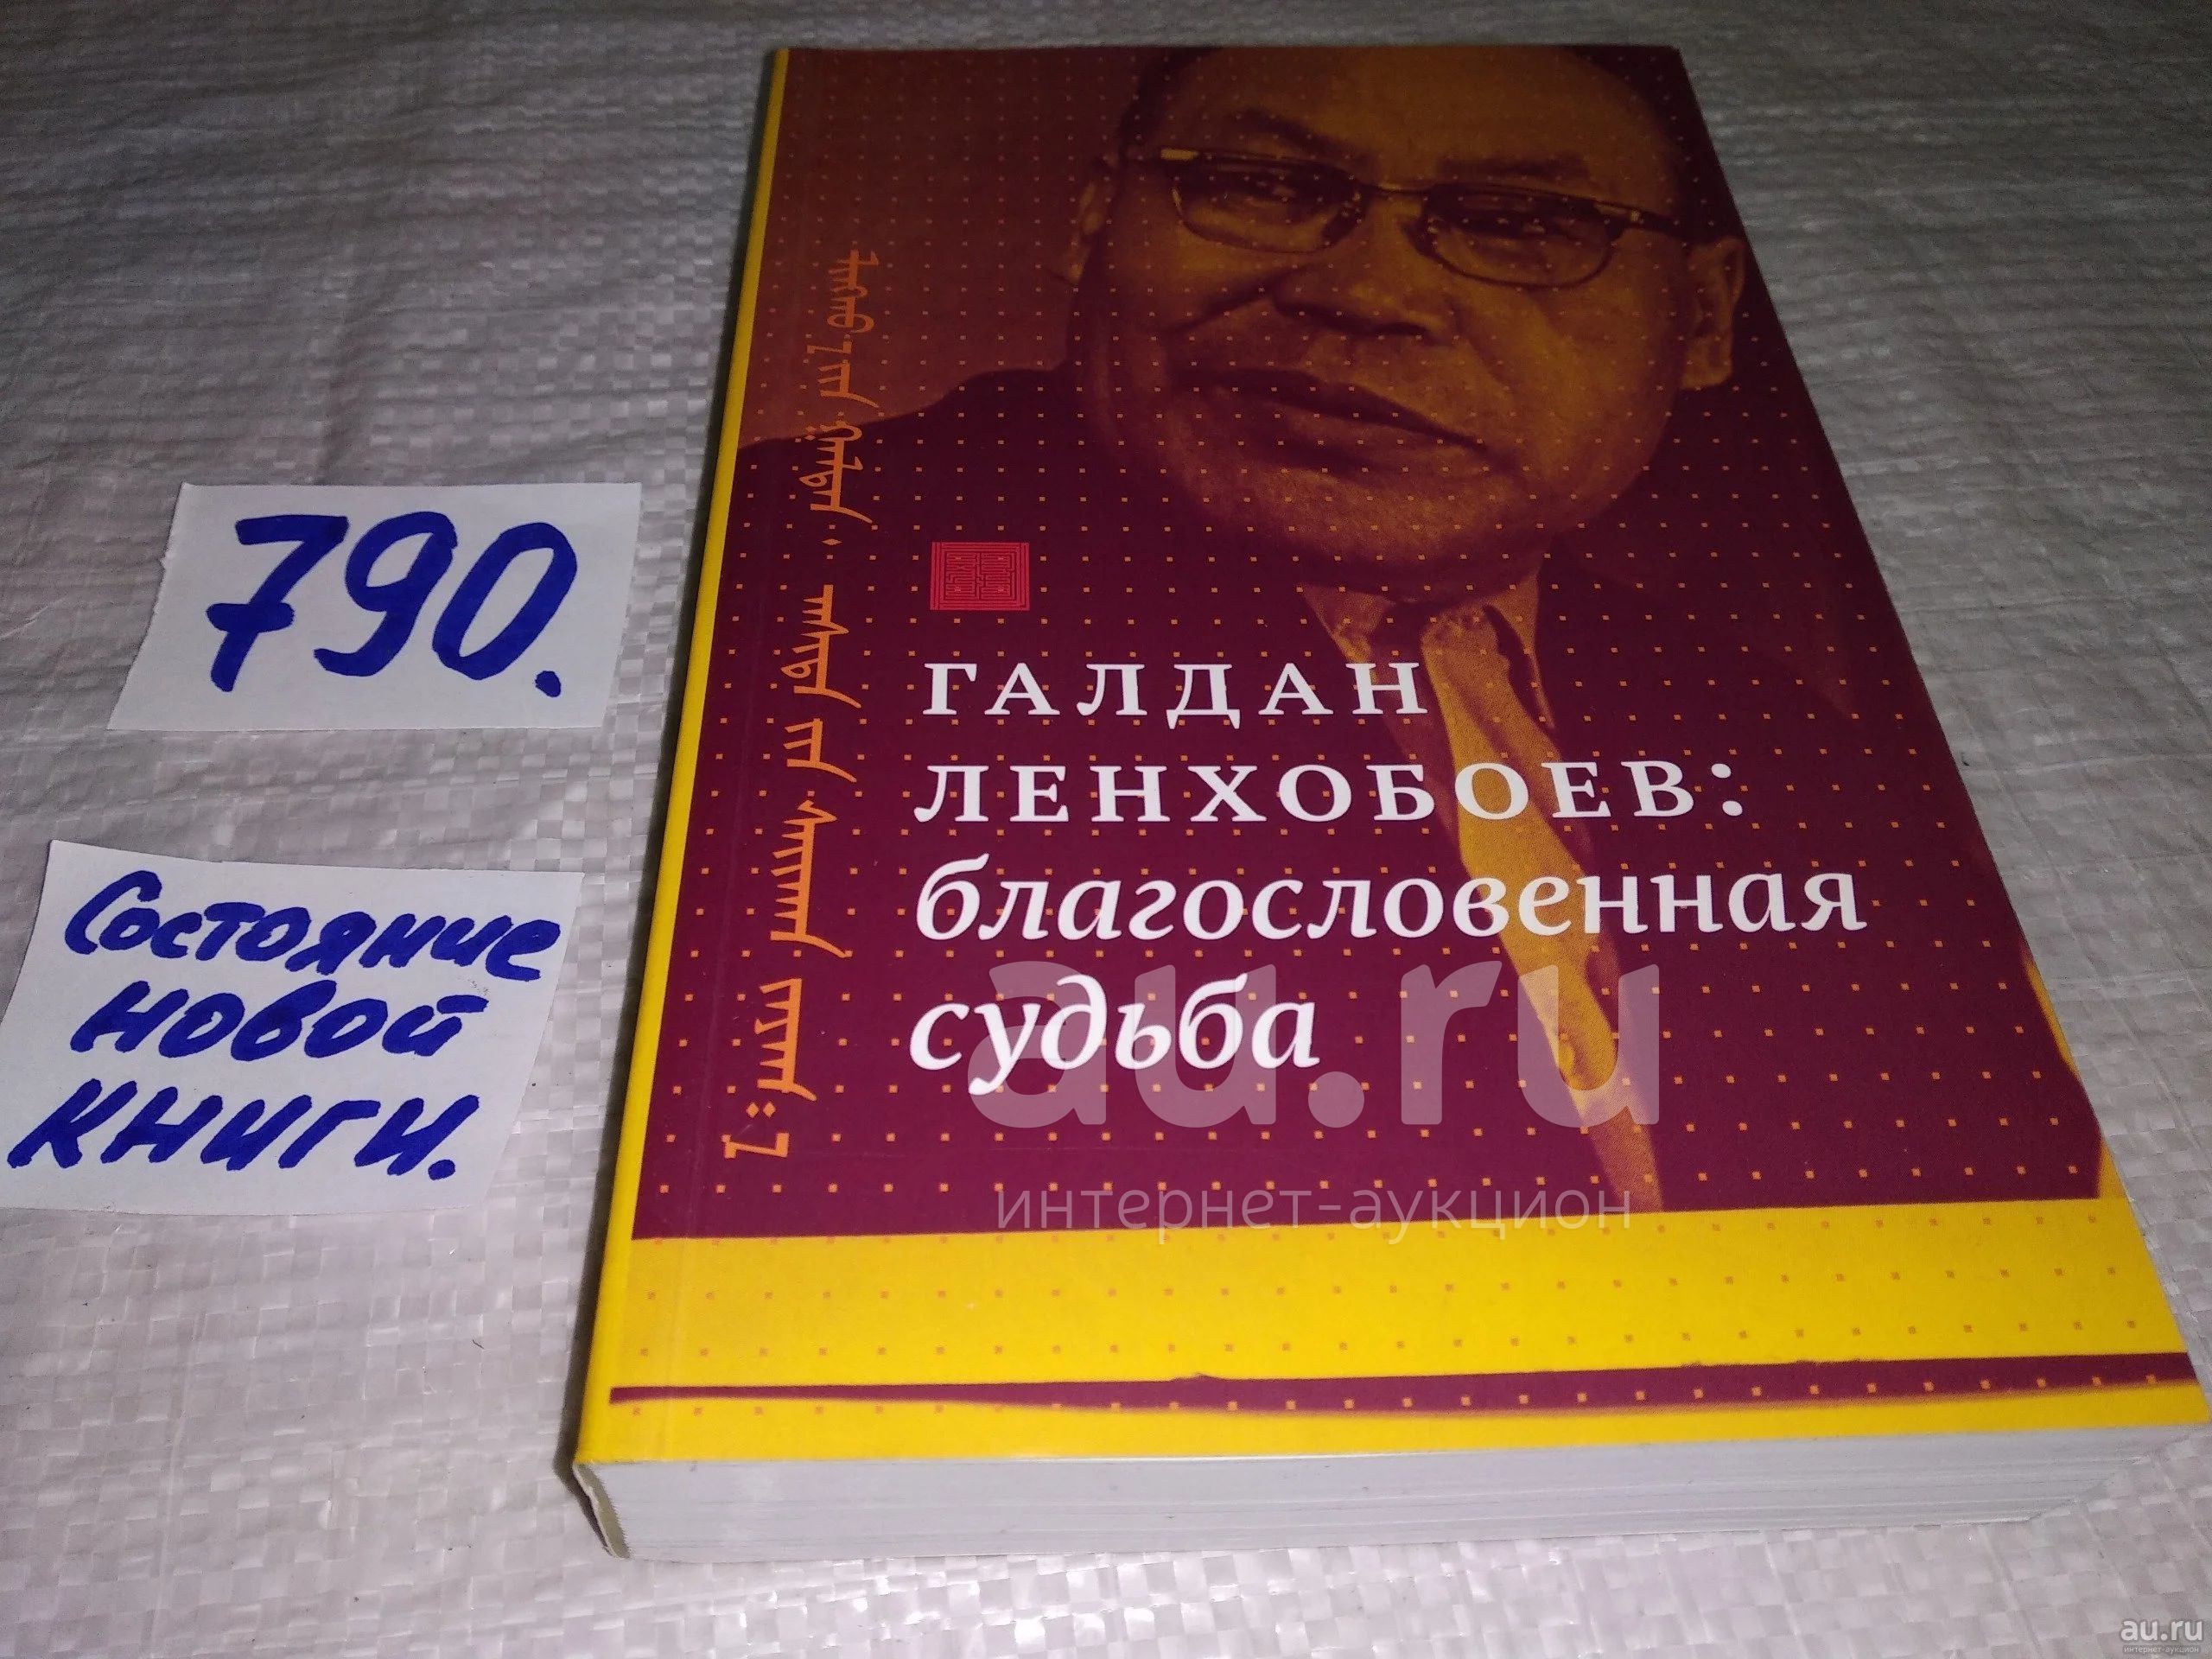 790.
Состояние
новой
книги.
ГАЛДАН
ЛЕНХОБОЕВ:
благословенная
судьба
au.ru
интернет-аукцион
au.ru
интернет-аукцион